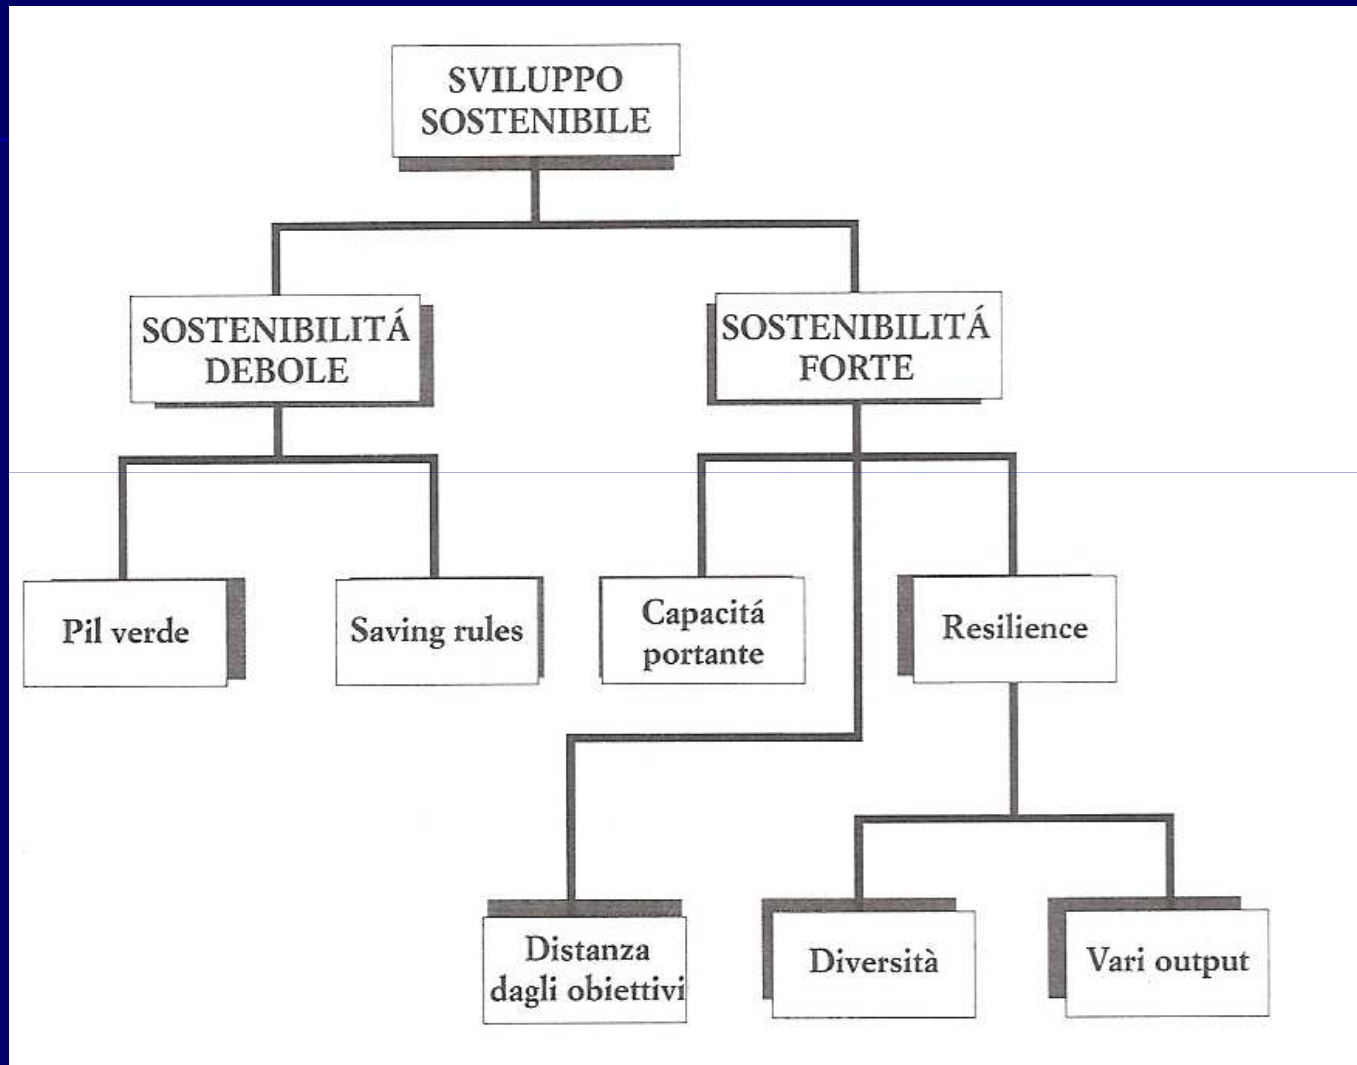 SVILUPPO
SOSTENIBILE
SOSTENIBILITÁ
DEBOLE
SOSTENIBILITÁ
FORTE
Pil verde
Saving rules
Capacitá
portante
Resilience
Distanza
dagli obiettivi
Diversità
Vari output